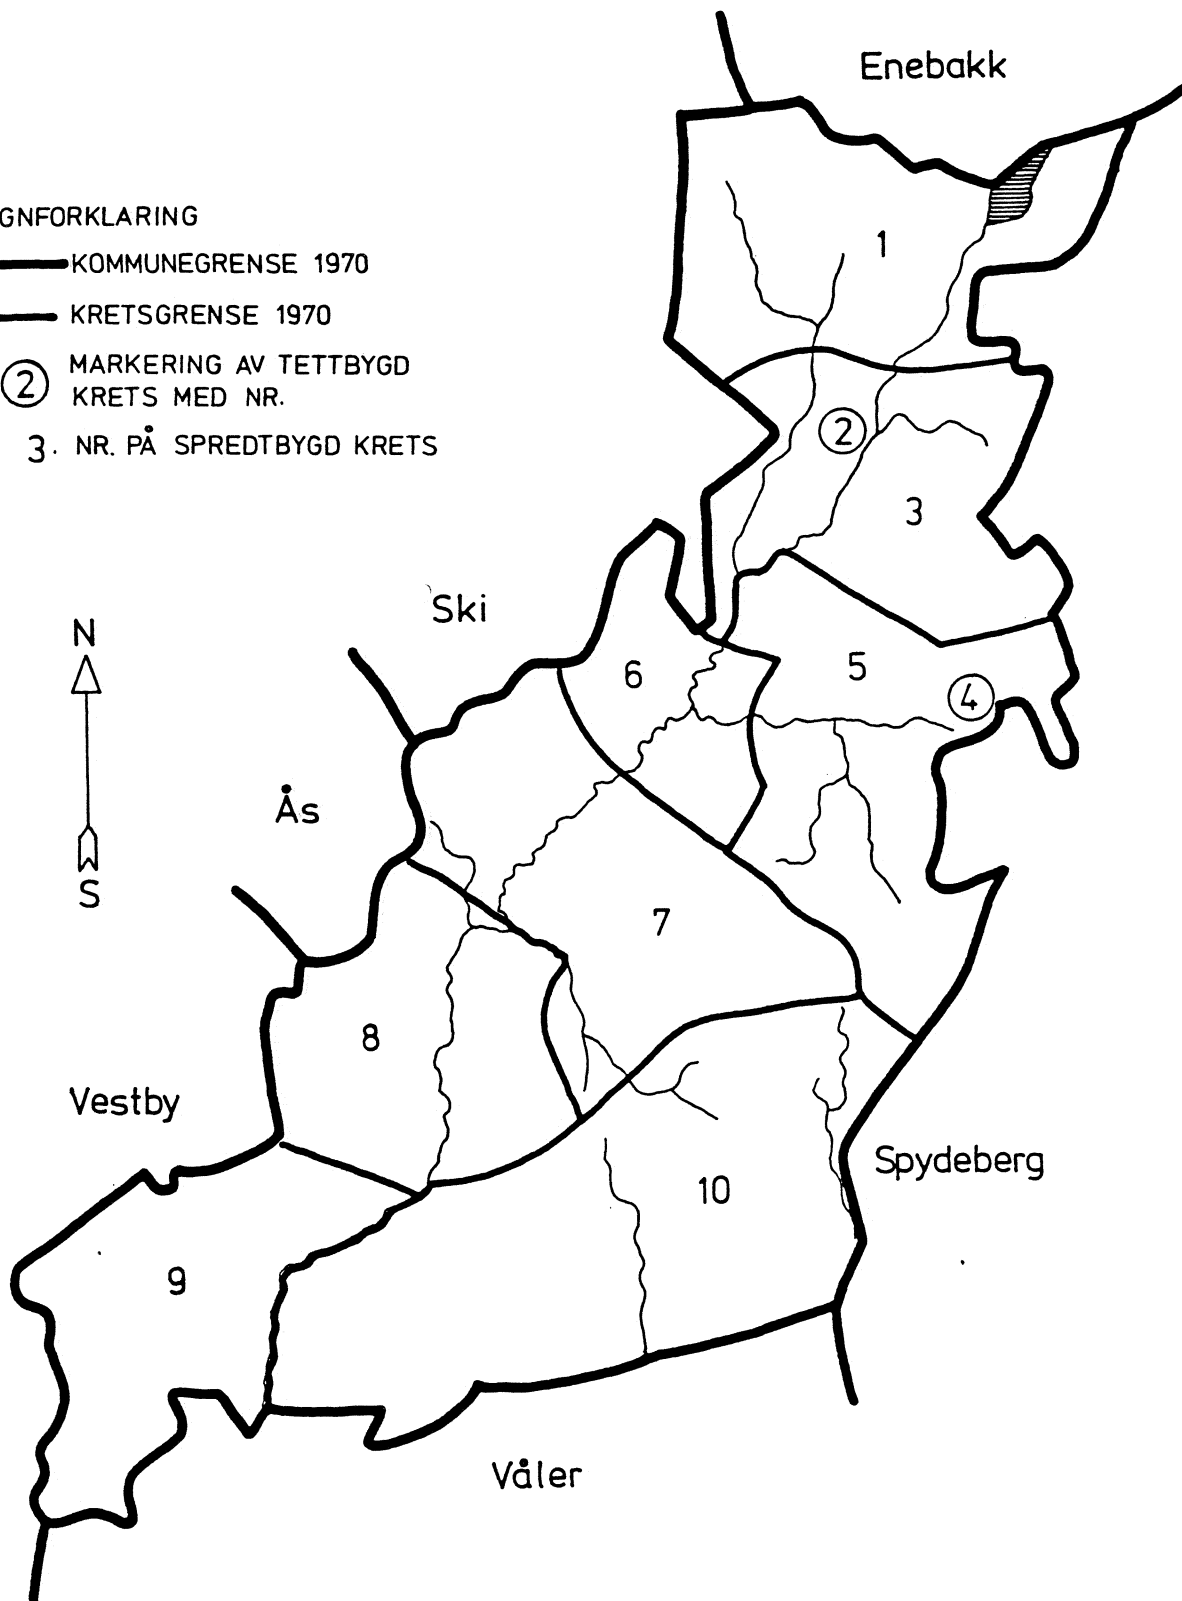 Enebakk
GNFORKLARING
KOMMUNEGRENSE 1970
KRETSGRENSE 1970
2 MARKERING AV TETTBYGD
KRETS MED NR.
3. NR. PÅ SPREDTBYGD KRETS
1
2
3
Ski
N
6
5
4
Ås
S
7
8
Vestby
Spydeberg
10
9
Våler